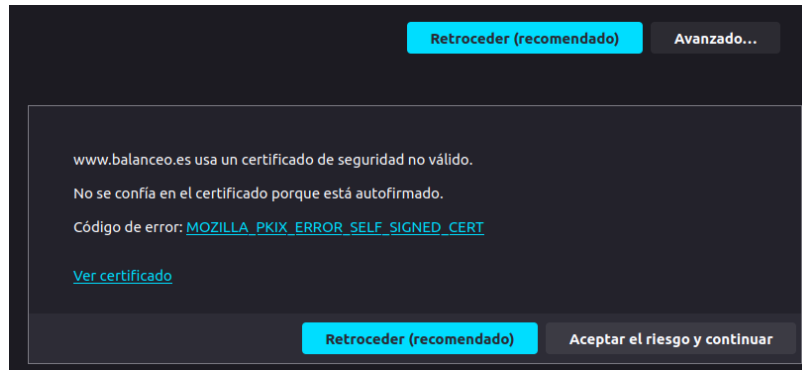 Retroceder (recomendado) Avanzado...
www.balanceo.es usa un certificado de seguridad no válido.
No se confía en el certificado porque está autofirmado.
Código de error: MOZILLA_PKIX_ERROR_SELF_SIGNED_CERT
Ver certificado
Retroceder (recomendado) Aceptar el riesgo y continuar